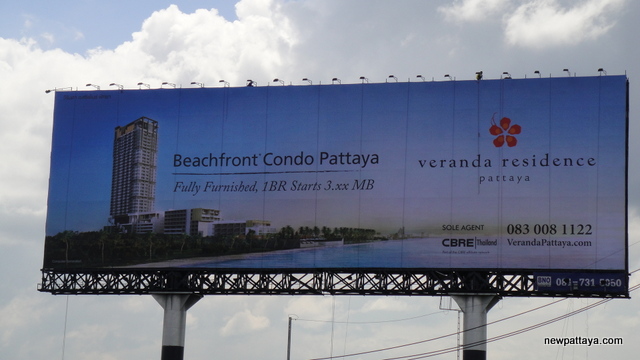 Beachfront Condo Pattaya
Fully Furnished, 1BR Starts 3.xx MB
veranda residence
pattaya
SOLE AGENT
CBRE Thailand
083 008 1122
VerandaPattaya.com
newpattaya.com